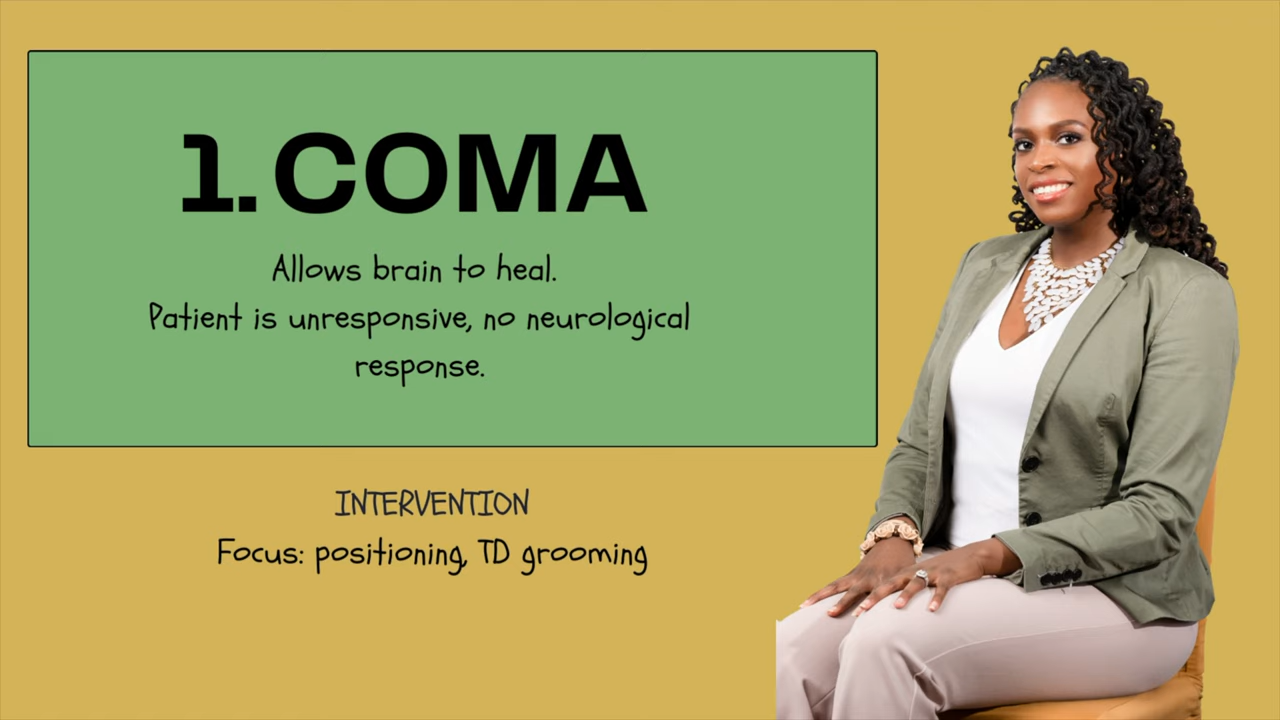 1. COMA
Allows brain to heal.
Patient is unresponsive, no neurological
response.
INTERVENTION
Focus: positioning, TD grooming